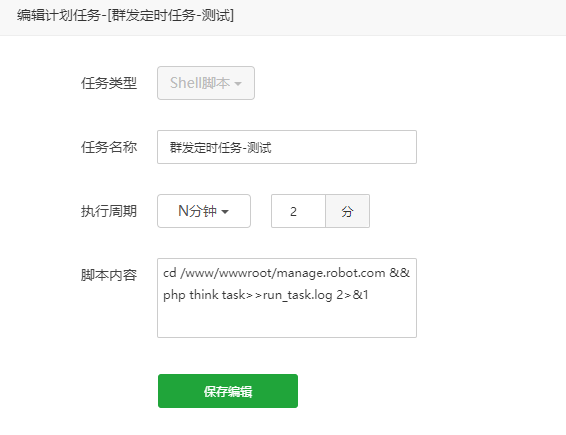 编辑计划任务-[群发定时任务-测试]
任务类型 Shell脚本
任务名称 群发定时任务-测试
执行周期 N分钟 2 分
脚本内容 cd /www/wwwroot/manage.robot.com &&
php think task>>run_task.log 2>&1
保存编辑